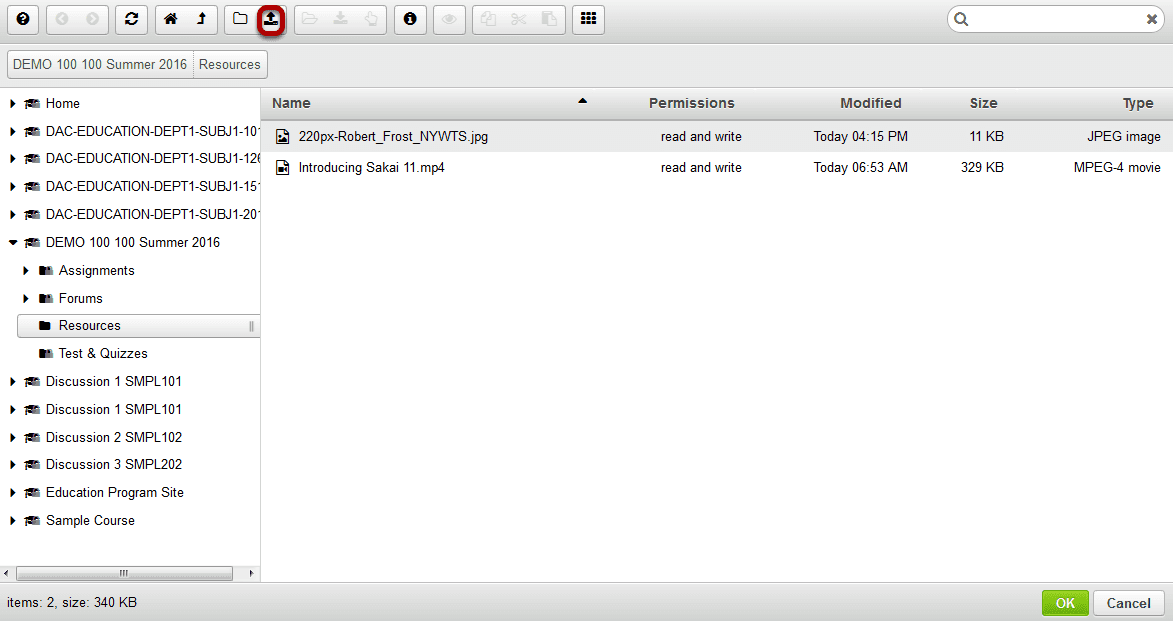 DEMO 100 100 Summer 2016 Resources
Name Permissions Modified Size Type
Home
DAC-EDUCATION-DEPT1-SUBJ1-101
DAC-EDUCATION-DEPT1-SUBJ1-126
DAC-EDUCATION-DEPT1-SUBJ1-151
DAC-EDUCATION-DEPT1-SUBJ1-201
DEMO 100 100 Summer 2016
Assignments
Forums
Resources
Test & Quizzes
Discussion 1 SMPL101
Discussion 1 SMPL101
Discussion 2 SMPL102
Discussion 3 SMPL202
Education Program Site
Sample Course
220px-Robert_Frost_NYWTS.jpg read and write Today 04:15 PM 11 KB JPEG image
Introducing Sakai 11.mp4 read and write Today 06:53 AM 329 KB MPEG-4 movie
items: 2, size: 340 KB
OK Cancel